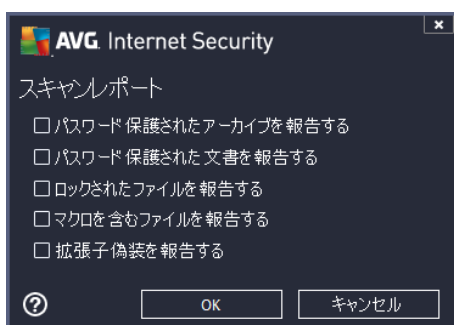 AVG. Internet Security
スキャンレポート
パスワード保護されたアーカイブを報告する
パスワード保護された文書を報告する
ロックされたファイルを報告する
マクロを含むファイルを報告する
拡張子偽装を報告する
OK
キャンセル